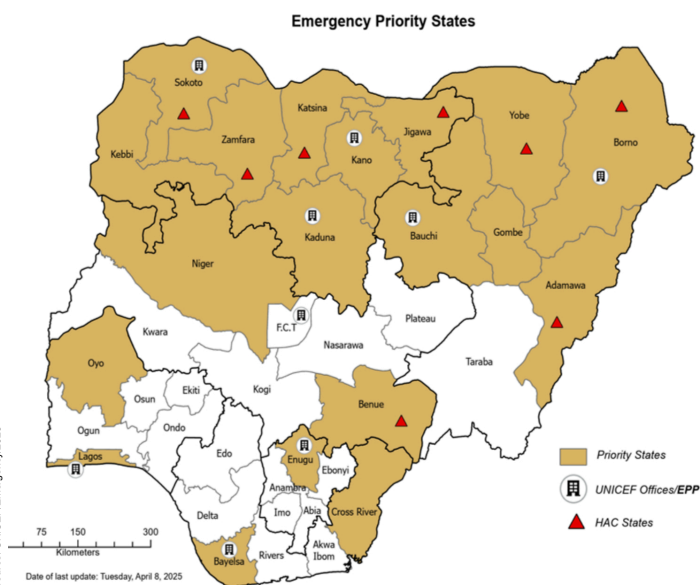 Emergency Priority States
Sokoto
Katsina
Yobe
Jigawa
Borno
Zamfara
Kebbi
Kano
Kaduna
Bauchi
Gombe
Niger
Adamawa
F.C.T
Plateau
Kwara
Nasarawa
Taraba
Oyo
Kogi
Osun
Ekiti
Benue
Ogun
Ondo
Edo
Lagos
Enugu
Ebonyi
Anambra
Delta
Imo
Abia
Cross River
Bayelsa
Rivers
Akwa
Ibom
Priority States
UNICEF Offices/EPP
HAC States
75 150 300
Kilometers
Date of last update: Tuesday, April 8, 2025